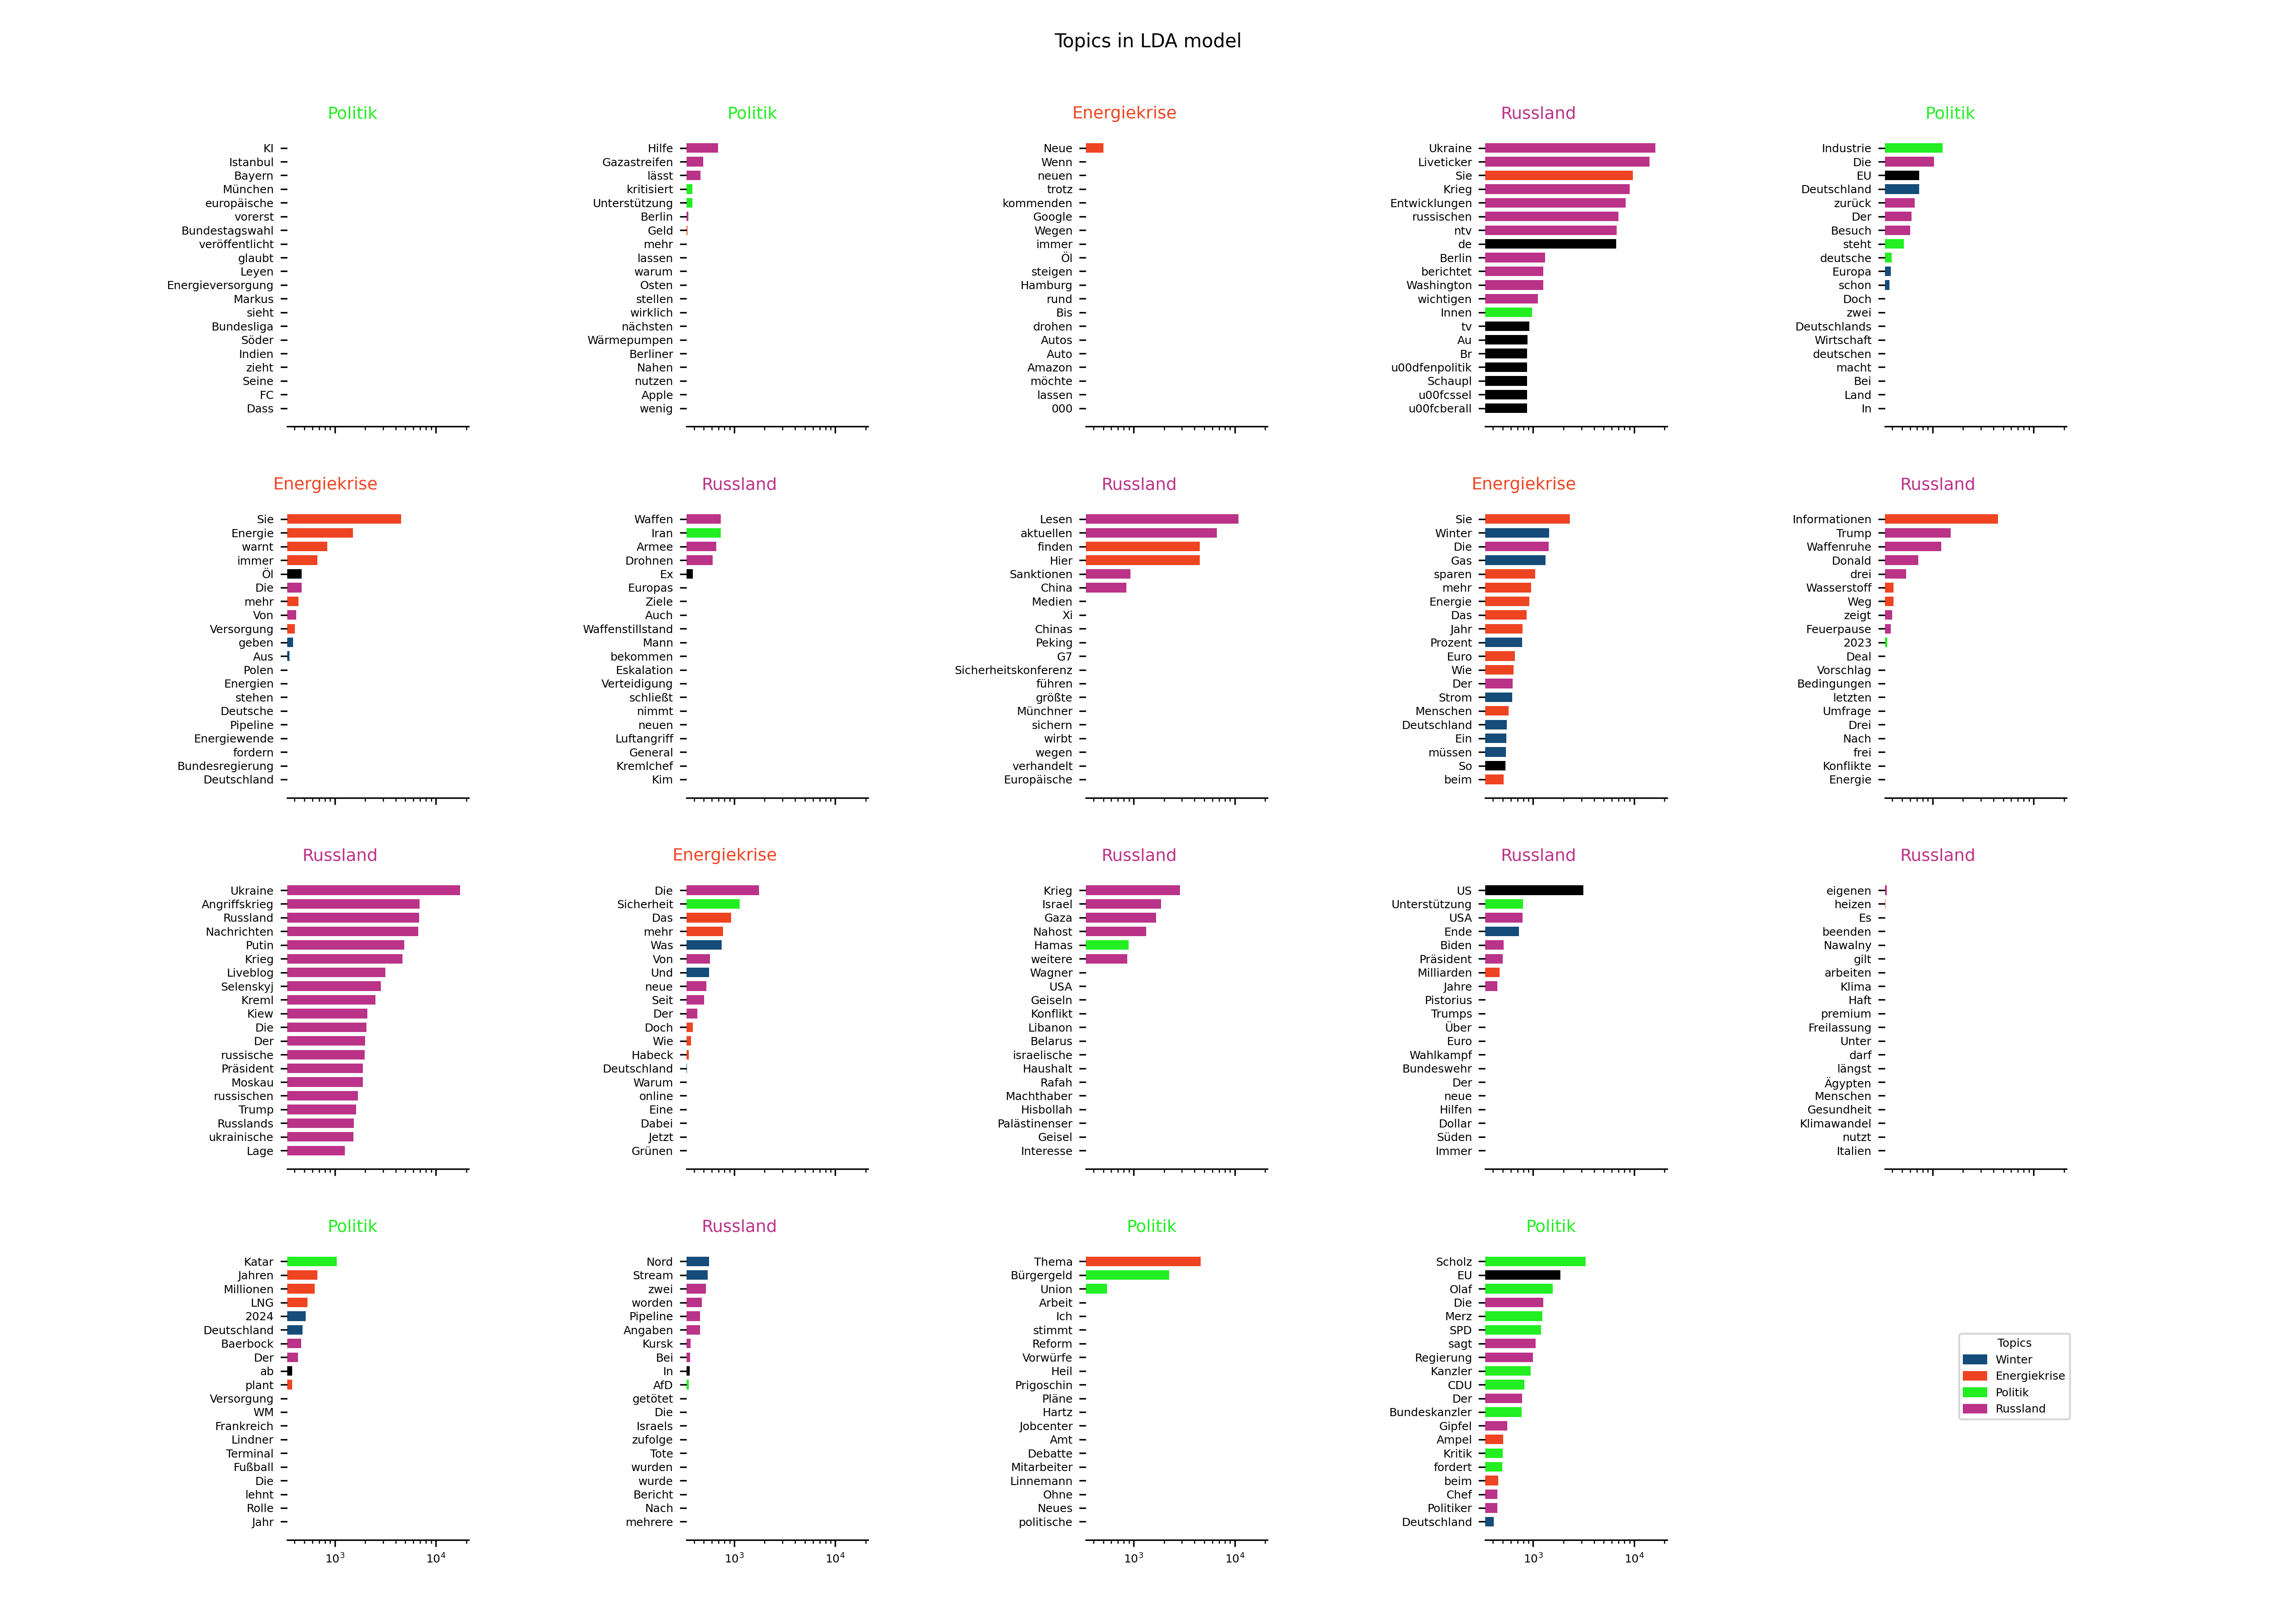 Topics in LDA model
Politik
KI
Istanbul
Bayern
München
europäische
vorerst
Bundestagswahl
veröffentlicht
glaubt
Leyen
Energieversorgung
Markus
sieht
Bundesliga
Söder
Indien
zieht
Seine
FC
Dass
Politik
Hilfe
Gazastreifen
lässt
kritisiert
Unterstützung
Berlin
Geld
mehr
lassen
warum
Osten
stellen
wirklich
nächsten
Wärmepumpen
Berliner
Nahen
nutzen
Apple
wenig
Energiekrise
Neue
Wenn
neuen
trotz
kommenden
Google
Wegen
immer
Öl
steigen
Hamburg
rund
Bis
drohen
Autos
Auto
Amazon
möchte
lassen
000
Russland
Ukraine
Liveticker
Sie
Krieg
Entwicklungen
russischen
ntv
de
Berlin
berichtet
Washington
wichtigen
Innen
tv
Au
Br
u00dfenpolitik
Schaupl
u00fcssel
u00fcberall
Politik
Industrie
Die
EU
Deutschland
zurück
Der
Besuch
steht
deutsche
Europa
schon
Doch
zwei
Deutschlands
Wirtschaft
deutschen
macht
Bei
Land
In
Energiekrise
Sie
Energie
warnt
immer
Öl
Die
mehr
Von
Versorgung
geben
Aus
Polen
Energien
stehen
Deutsche
Pipeline
Energiewende
fordern
Bundesregierung
Deutschland
Russland
Waffen
Iran
Armee
Drohnen
Ex
Europas
Ziele
Auch
Waffenstillstand
Mann
bekommen
Eskalation
Verteidigung
schließt
nimmt
neuen
Luftangriff
General
Kremlchef
Kim
Russland
Lesen
aktuellen
finden
Hier
Sanktionen
China
Medien
Xi
Chinas
Peking
G7
Sicherheitskonferenz
führen
größte
Münchner
sichern
wirbt
wegen
verhandelt
Europäische
Energiekrise
Sie
Winter
Die
Gas
sparen
mehr
Energie
Das
Jahr
Prozent
Euro
Wie
Der
Strom
Menschen
Deutschland
Ein
müssen
So
beim
Russland
Informationen
Trump
Waffenruhe
Donald
drei
Wasserstoff
Weg
zeigt
Feuerpause
2023
Deal
Vorschlag
Bedingungen
letzten
Umfrage
Drei
Nach
frei
Konflikte
Energie
Russland
Ukraine
Angriffskrieg
Russland
Nachrichten
Putin
Krieg
Liveblog
Selenskyj
Kreml
Kiew
Die
Der
russische
Präsident
Moskau
russischen
Trump
Russlands
ukrainische
Lage
Energiekrise
Die
Sicherheit
Das
mehr
Was
Von
Und
neue
Seit
Der
Doch
Wie
Habeck
Deutschland
Warum
online
Eine
Dabei
Jetzt
Grünen
Russland
Krieg
Israel
Gaza
Nahost
Hamas
weitere
Wagner
USA
Geiseln
Konflikt
Libanon
Belarus
israelische
Haushalt
Rafah
Machthaber
Hisbollah
Palästinenser
Geisel
Interesse
Russland
US
Unterstützung
USA
Ende
Biden
Präsident
Milliarden
Jahre
Pistorius
Trumps
Über
Euro
Wahlkampf
Bundeswehr
Der
neue
Hilfen
Dollar
Süden
Immer
Russland
eigenen
heizen
Es
beenden
Nawalny
gilt
arbeiten
Klima
Haft
premium
Freilassung
Unter
darf
längst
Ägypten
Menschen
Gesundheit
Klimawandel
nutzt
Italien
Politik
Katar
Jahren
Millionen
LNG
2024
Deutschland
Baerbock
Der
ab
plant
Versorgung
WM
Frankreich
Lindner
Terminal
Fußball
Die
lehnt
Rolle
Jahr
10³ 10⁴
Russland
Nord
Stream
zwei
worden
Pipeline
Angaben
Kursk
Bei
In
AfD
getötet
Die
Israels
zufolge
Tote
wurden
wurde
Bericht
Nach
mehrere
10³ 10⁴
Politik
Thema
Bürgergeld
Union
Arbeit
Ich
stimmt
Reform
Vorwürfe
Heil
Prigoschin
Pläne
Hartz
Jobcenter
Amt
Debatte
Mitarbeiter
Linnemann
Ohne
Neues
politische
10³ 10⁴
Politik
Scholz
EU
Olaf
Die
Merz
SPD
sagt
Regierung
Kanzler
CDU
Der
Bundeskanzler
Gipfel
Ampel
Kritik
fordert
beim
Chef
Politiker
Deutschland
10³ 10⁴
Topics
Winter
Energiekrise
Politik
Russland